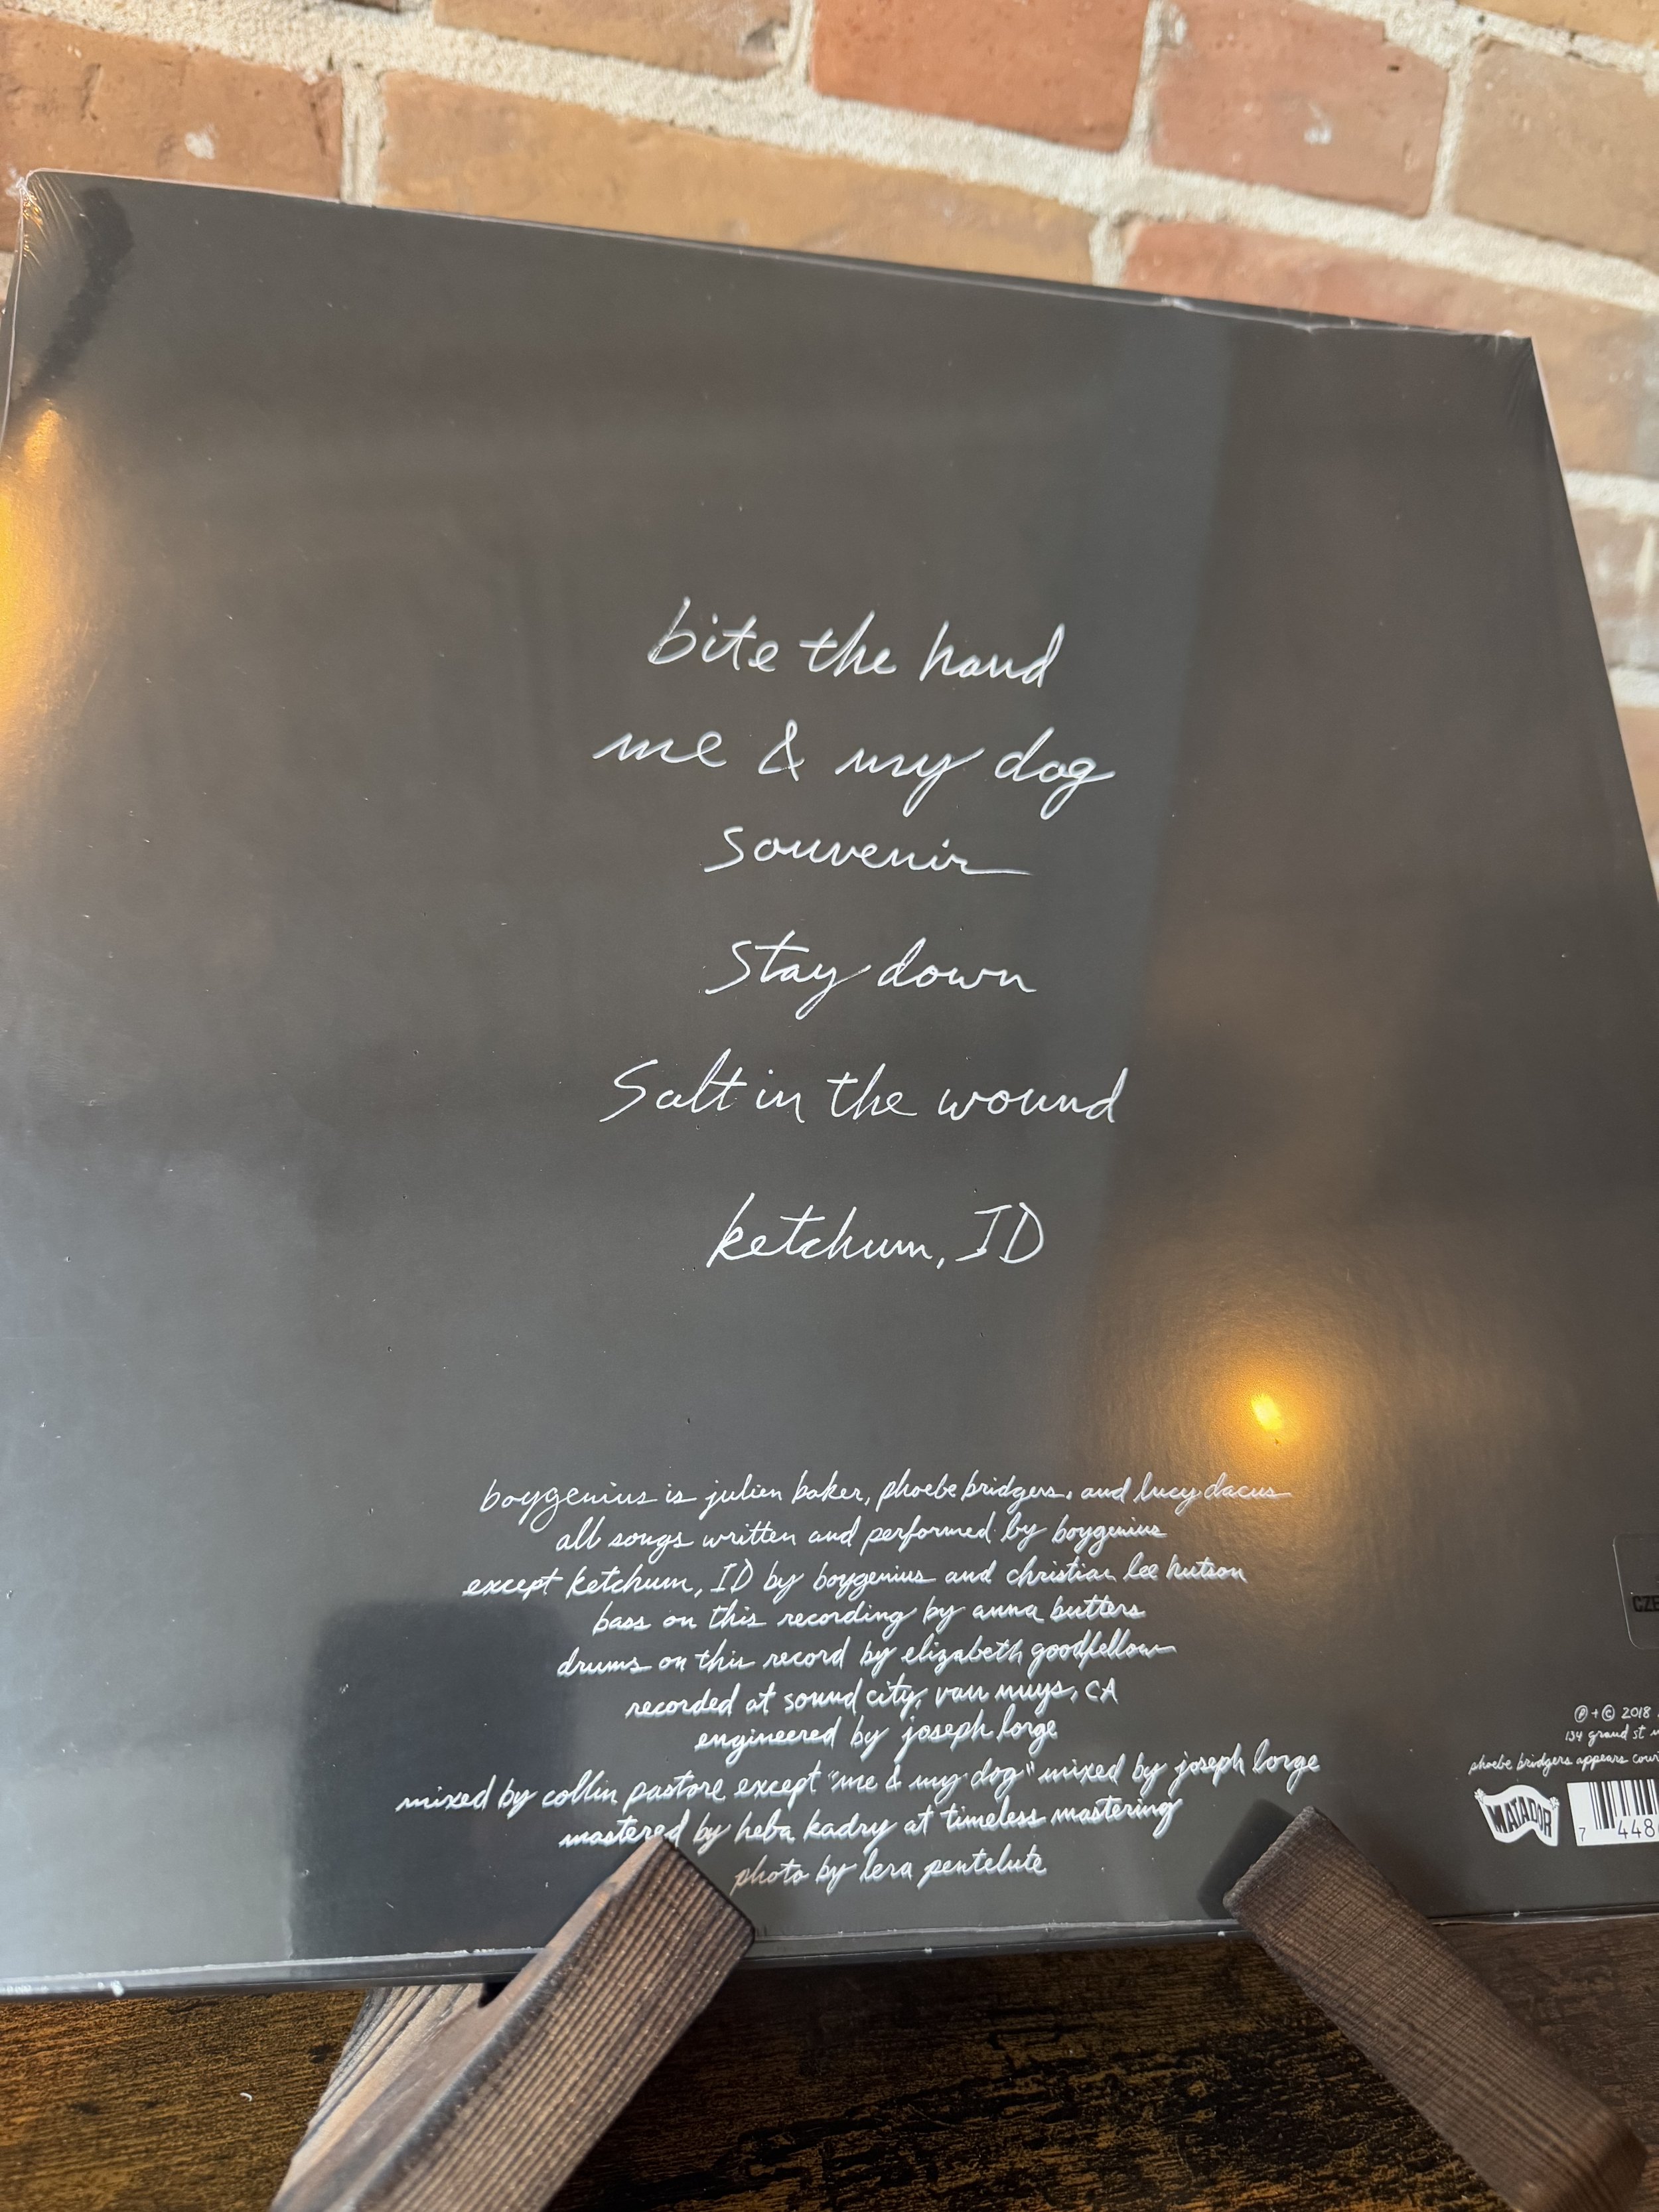 bite the hand
me & my dog
souvenir
stay down
Salt in the wound
ketchum, ID
boygenius is julien baker, phoebe bridgers, and lucy dacus
all songs written and performed by boygenius
except ketchum, ID by boygenius and christian lee hutson
bass on this recording by anna butters
drums on this record by elizabeth goodfellow
recorded at sound city, van nuys, CA
engineered by joseph lorge
mixed by collin pastore except "me & my dog" mixed by joseph lorge
mastered by heba kadry at timeless mastering
photo by lera pentelute
CZE
℗ + © 2018
134 grand st
phoebe bridgers appears
MATADOR
7 448